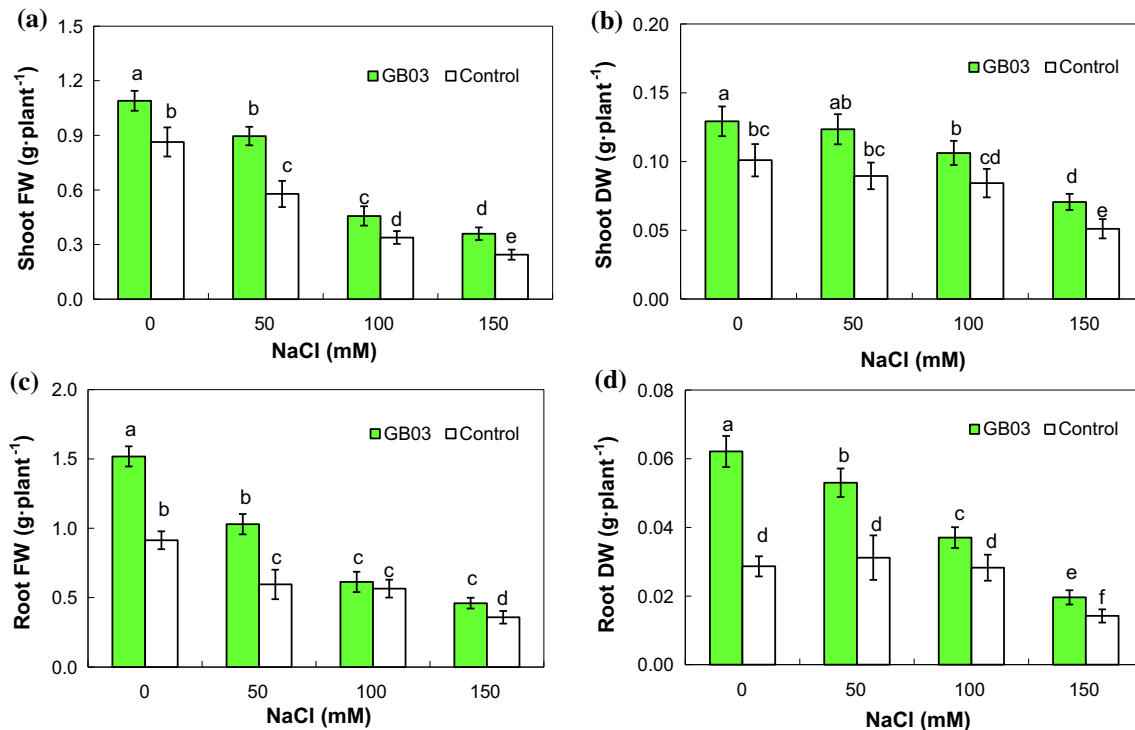 (a)
Shoot FW (g·plant⁻¹)
1.5
1.2
0.9
0.6
0.3
0.0
GB03 Control
a b b c c d d e
0 50 100 150
NaCl (mM)
(b)
Shoot DW (g·plant⁻¹)
0.20
0.15
0.10
0.05
0.00
GB03 Control
a bc ab bc b cd d e
0 50 100 150
NaCl (mM)
(c)
Root FW (g·plant⁻¹)
2.0
1.5
1.0
0.5
0.0
GB03 Control
a b b c c c c d
0 50 100 150
NaCl (mM)
(d)
Root DW (g·plant⁻¹)
0.08
0.06
0.04
0.02
0.00
GB03 Control
a d b d c d e f
0 50 100 150
NaCl (mM)